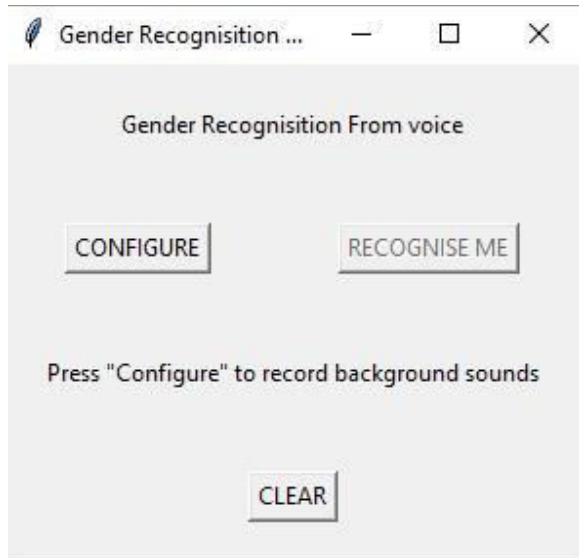 Gender Recognisition ...
Gender Recognisition From voice
CONFIGURE RECOGNISE ME
Press "Configure" to record background sounds
CLEAR